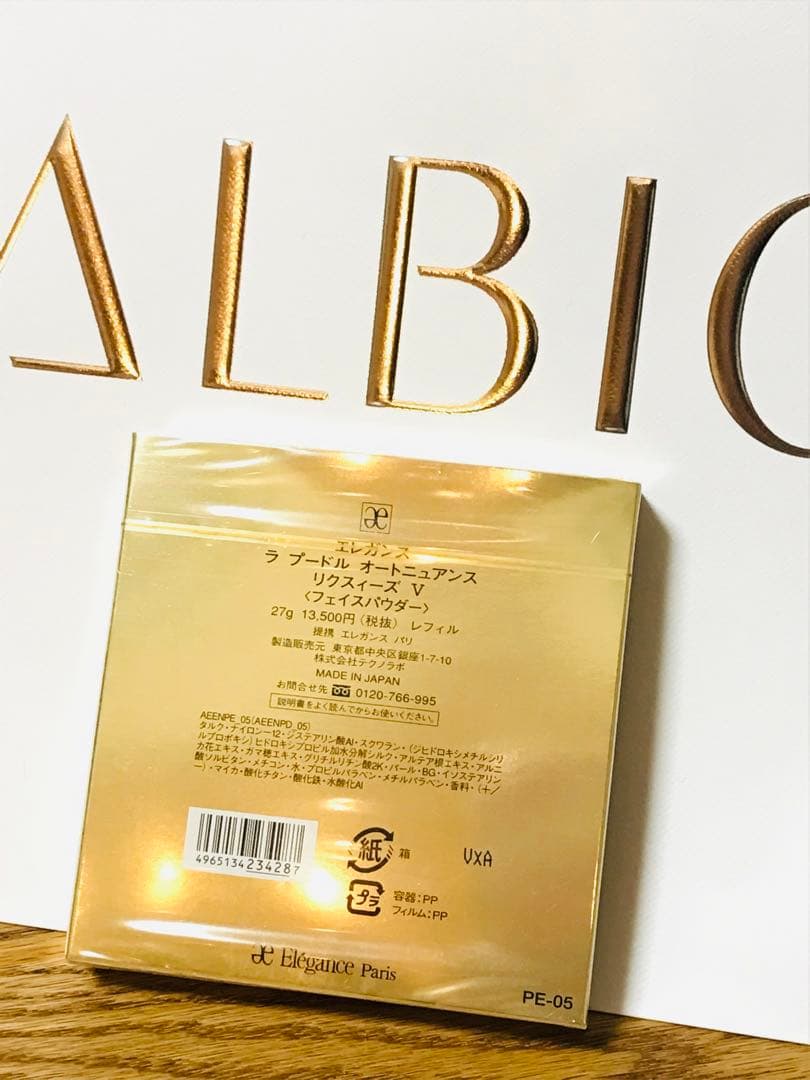 ALBIO
æ
エレガンス
ラ プードル オートニュアンス
リクスィーズ V
〈フェイスパウダー〉
27g 13,500円(税抜) レフィル
提携 エレガンス パリ
製造販売元 東京都中央区銀座1-7-10
株式会社テクノラボ
MADE IN JAPAN
お問合せ先 0120-766-995
説明書をよく読んでからお使いください。
AEENPE_05(AEENPD_05)
タルク・ナイロン-12・ジステアリン酸Al・スクワラン・(ジヒドロキシメチルシリ
ルプロポキシ)ヒドロキシプロピル加水分解シルク・アルテア根エキス・アルニ
カ花エキス・ガマ穂エキス・グリチルリチン酸2K・パール・BG・イソステアリン
酸ソルビタン・メチコン・水・プロピルパラベン・メチルパラベン・香料・(+/
-)・マイカ・酸化チタン・酸化鉄・水酸化Al
4965134234287
紙 箱
VXA
プラ
容器:PP
フィルム:PP
æ Elégance Paris
PE-05